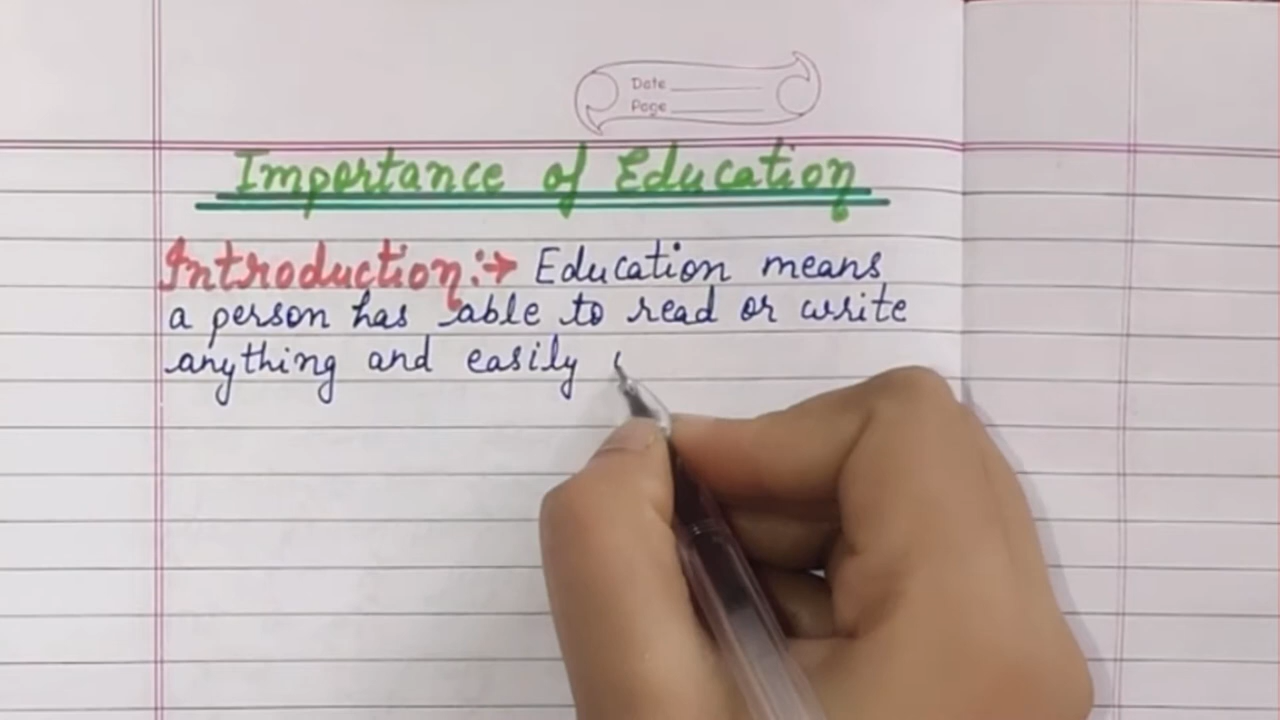 Date
Page
Importance of Education
Introduction:→ Education means
a person has able to read or write
anything and easily